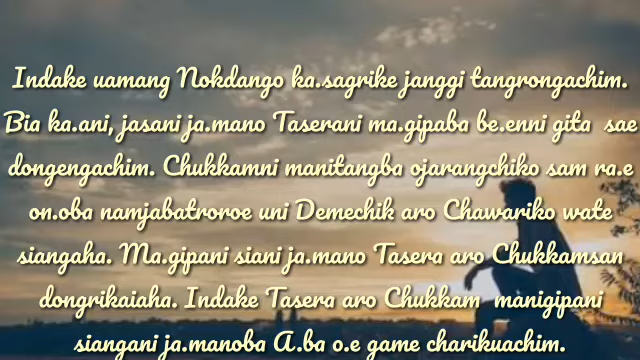 Indake uamang Nokdango ka.sagrike janggi tangrongachim.
Bia ka.ani, jasani ja.mano Taserani ma.gipaba be.enni gita sae
dongengachim. Chukkamni manitangba ojarangchiko sam ra.e
on.oba namjabatroroe uni Demechik aro Chawariko wate
siangaha. Ma.gipani siani ja.mano Tasera aro Chukkamsan
dongrikaiaha. Indake Tasera aro Chukkam manigipani
siangani ja.manoba A.ba o.e game charikuachim.